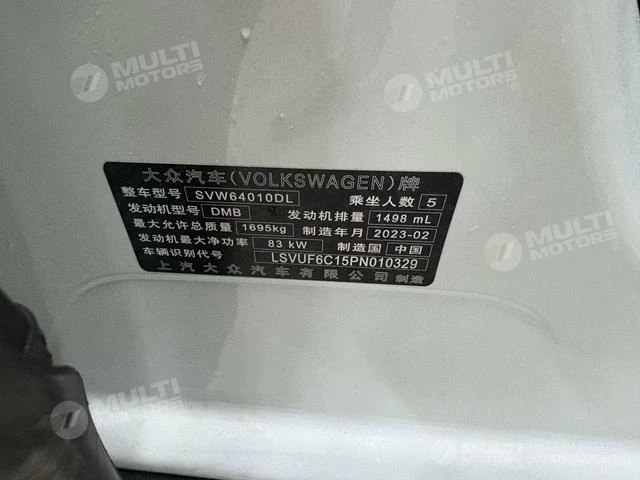 MULTI
MOTORS
MULTI
MOTORS
大众汽车(VOLKSWAGEN)牌
整车型号 SVW64010DL 乘坐人数 5
发动机型号 DMB 发动机排量 1498 mL
最大允许总质量 1695kg 制造年月 2023-02
发动机最大净功率 83 kW 制造国 中国
车辆识别代号 LSVUF6C15PN010329
上汽大众汽车有限公司 制造
MULTI
MOTORS
MULTI
MOTORS